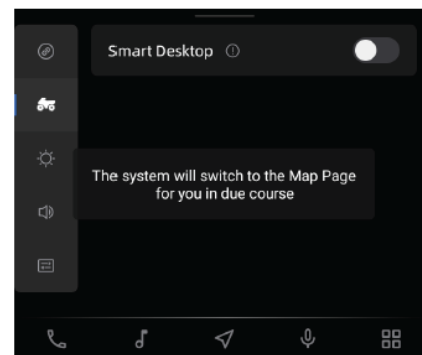 Smart Desktop
The system will switch to the Map Page
for you in due course